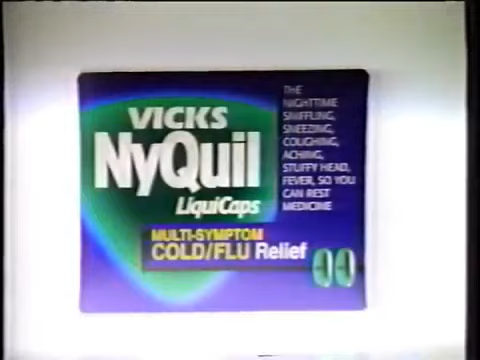 VICKS
NyQuil
LiquiCaps
MULTI-SYMPTOM
COLD/FLU Relief
THE
NIGHTTIME
SNIFFLING,
SNEEZING,
COUGHING,
ACHING,
STUFFY HEAD,
FEVER, SO YOU
CAN REST
MEDICINE